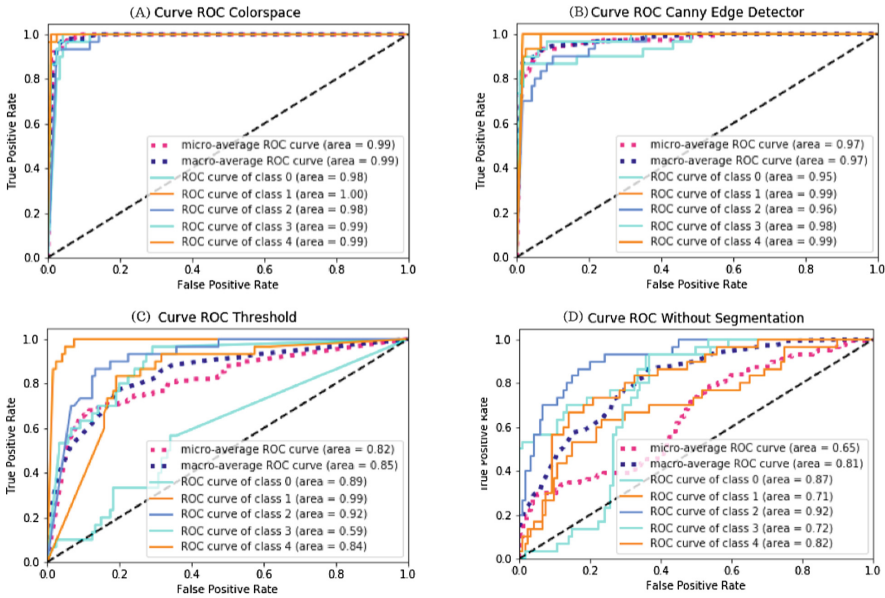 (A) Curve ROC Colorspace
1.0
0.8
0.6
0.4
0.2
0.0
True Positive Rate
micro-average ROC curve (area = 0.99)
macro-average ROC curve (area = 0.99)
ROC curve of class 0 (area = 0.98)
ROC curve of class 1 (area = 1.00)
ROC curve of class 2 (area = 0.98)
ROC curve of class 3 (area = 0.99)
ROC curve of class 4 (area = 0.99)
0.0 0.2 0.4 0.6 0.8 1.0
False Positive Rate
(B) Curve ROC Canny Edge Detector
1.0
0.8
0.6
0.4
0.2
0.0
True Positive Rate
micro-average ROC curve (area = 0.97)
macro-average ROC curve (area = 0.97)
ROC curve of class 0 (area = 0.95)
ROC curve of class 1 (area = 0.99)
ROC curve of class 2 (area = 0.96)
ROC curve of class 3 (area = 0.98)
ROC curve of class 4 (area = 0.99)
0.0 0.2 0.4 0.6 0.8 1.0
False Positive Rate
(C) Curve ROC Threshold
1.0
0.8
0.6
0.4
0.2
0.0
True Positive Rate
micro-average ROC curve (area = 0.82)
macro-average ROC curve (area = 0.85)
ROC curve of class 0 (area = 0.89)
ROC curve of class 1 (area = 0.99)
ROC curve of class 2 (area = 0.92)
ROC curve of class 3 (area = 0.59)
ROC curve of class 4 (area = 0.84)
0.0 0.2 0.4 0.6 0.8 1.0
False Positive Rate
(D) Curve ROC Without Segmentation
1.0
0.8
0.6
0.4
0.2
0.0
True Positive Rate
micro-average ROC curve (area = 0.65)
macro-average ROC curve (area = 0.81)
ROC curve of class 0 (area = 0.87)
ROC curve of class 1 (area = 0.71)
ROC curve of class 2 (area = 0.92)
ROC curve of class 3 (area = 0.72)
ROC curve of class 4 (area = 0.82)
0.0 0.2 0.4 0.6 0.8 1.0
False Positive Rate